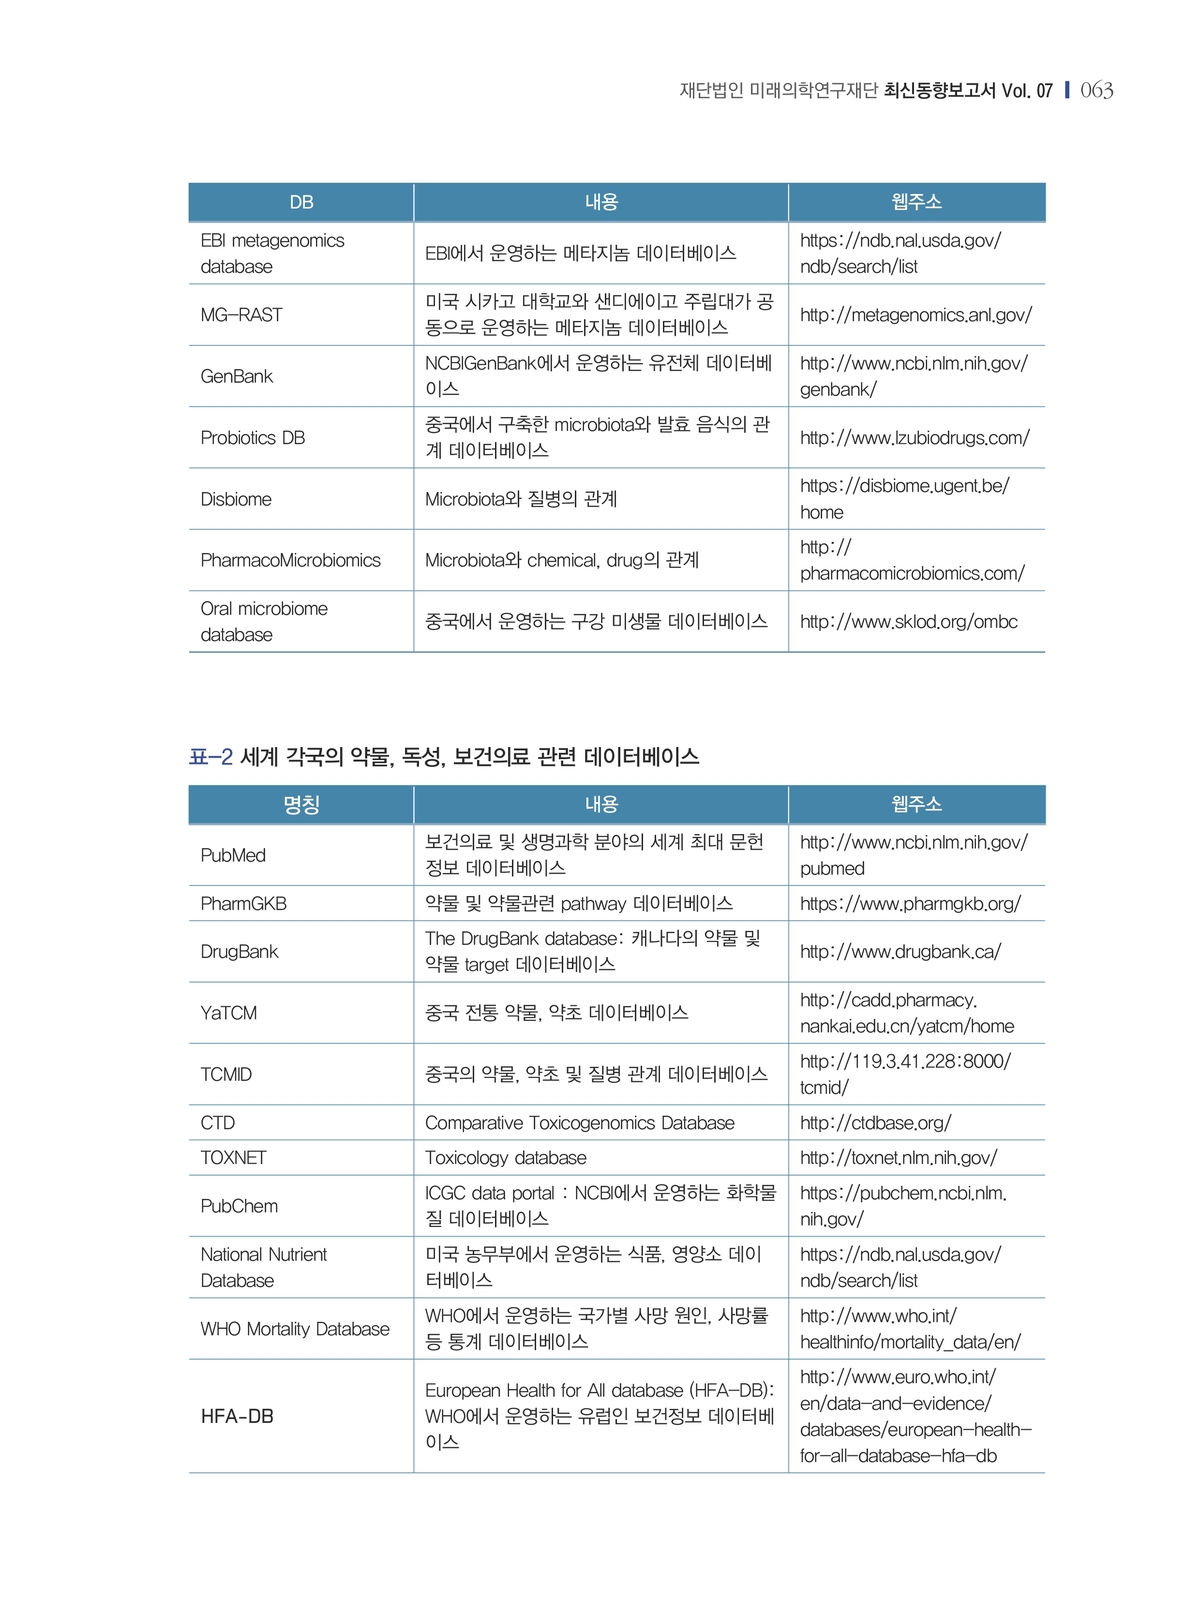 재단법인 미래의학연구재단 최신동향보고서 Vol. 07 063
DB 내용 웹주소
EBI metagenomics
database
EBI에서 운영하는 메타지놈 데이터베이스
https://ndb.nal.usda.gov/
ndb/search/list
MG-RAST
미국 시카고 대학교와 샌디에이고 주립대가 공
동으로 운영하는 메타지놈 데이터베이스
http://metagenomics.anl.gov/
GenBank
NCBIGenBank에서 운영하는 유전체 데이터베
이스
http://www.ncbi.nlm.nih.gov/
genbank/
Probiotics DB
중국에서 구축한 microbiota와 발효 음식의 관
계 데이터베이스
http://www.lzubiodrugs.com/
Disbiome
Microbiota와 질병의 관계
https://disbiome.ugent.be/
home
PharmacoMicrobiomics
Microbiota와 chemical, drug의 관계
http://
pharmacomicrobiomics.com/
Oral microbiome
database
중국에서 운영하는 구강 미생물 데이터베이스
http://www.sklod.org/ombc
표-2 세계 각국의 약물, 독성, 보건의료 관련 데이터베이스
명칭 내용 웹주소
PubMed
보건의료 및 생명과학 분야의 세계 최대 문헌
정보 데이터베이스
http://www.ncbi.nlm.nih.gov/
pubmed
PharmGKB
약물 및 약물관련 pathway 데이터베이스
https://www.pharmgkb.org/
DrugBank
The DrugBank database: 캐나다의 약물 및
약물 target 데이터베이스
http://www.drugbank.ca/
YaTCM
중국 전통 약물, 약초 데이터베이스
http://cadd.pharmacy.
nankai.edu.cn/yatcm/home
TCMID
중국의 약물, 약초 및 질병 관계 데이터베이스
http://119.3.41.228:8000/
tcmid/
CTD
Comparative Toxicogenomics Database
http://ctdbase.org/
TOXNET
Toxicology database
http://toxnet.nlm.nih.gov/
PubChem
ICGC data portal : NCBI에서 운영하는 화학물
질 데이터베이스
https://pubchem.ncbi.nlm.
nih.gov/
National Nutrient
Database
미국 농무부에서 운영하는 식품, 영양소 데이
터베이스
https://ndb.nal.usda.gov/
ndb/search/list
WHO Mortality Database
WHO에서 운영하는 국가별 사망 원인, 사망률
등 통계 데이터베이스
http://www.who.int/
healthinfo/mortality_data/en/
HFA-DB
European Health for All database (HFA-DB):
WHO에서 운영하는 유럽인 보건정보 데이터베
이스
http://www.euro.who.int/
en/data-and-evidence/
databases/european-health-
for-all-database-hfa-db